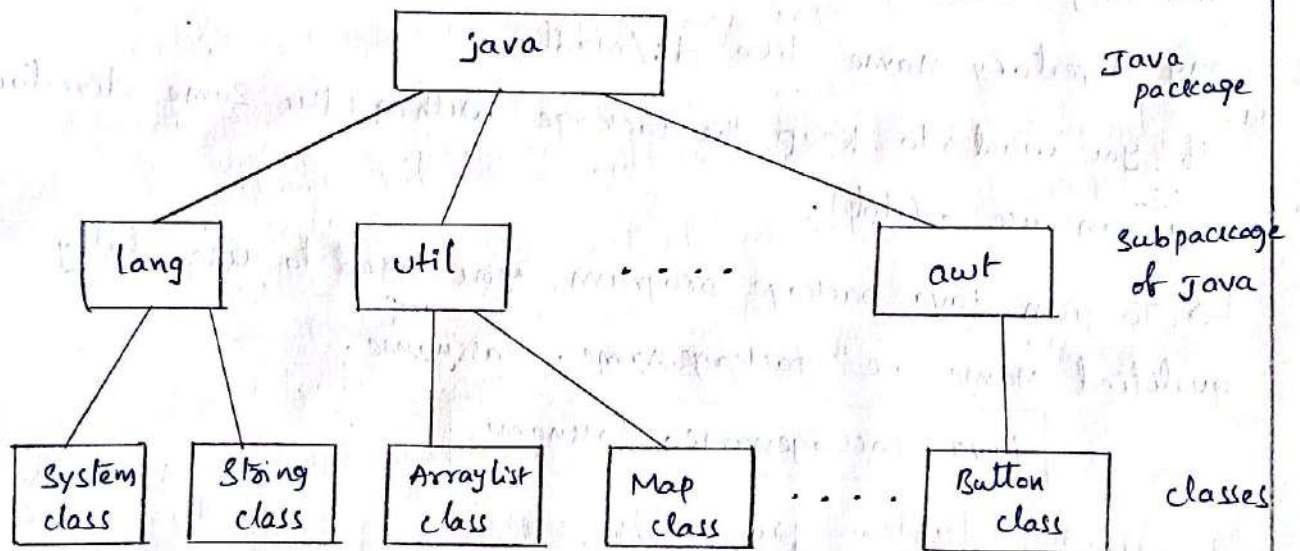 java
Java
package
lang
util
. . . .
awt
Subpackage
of Java
System
class
String
class
Arraylist
class
Map
class
. . . .
Button
class
classes